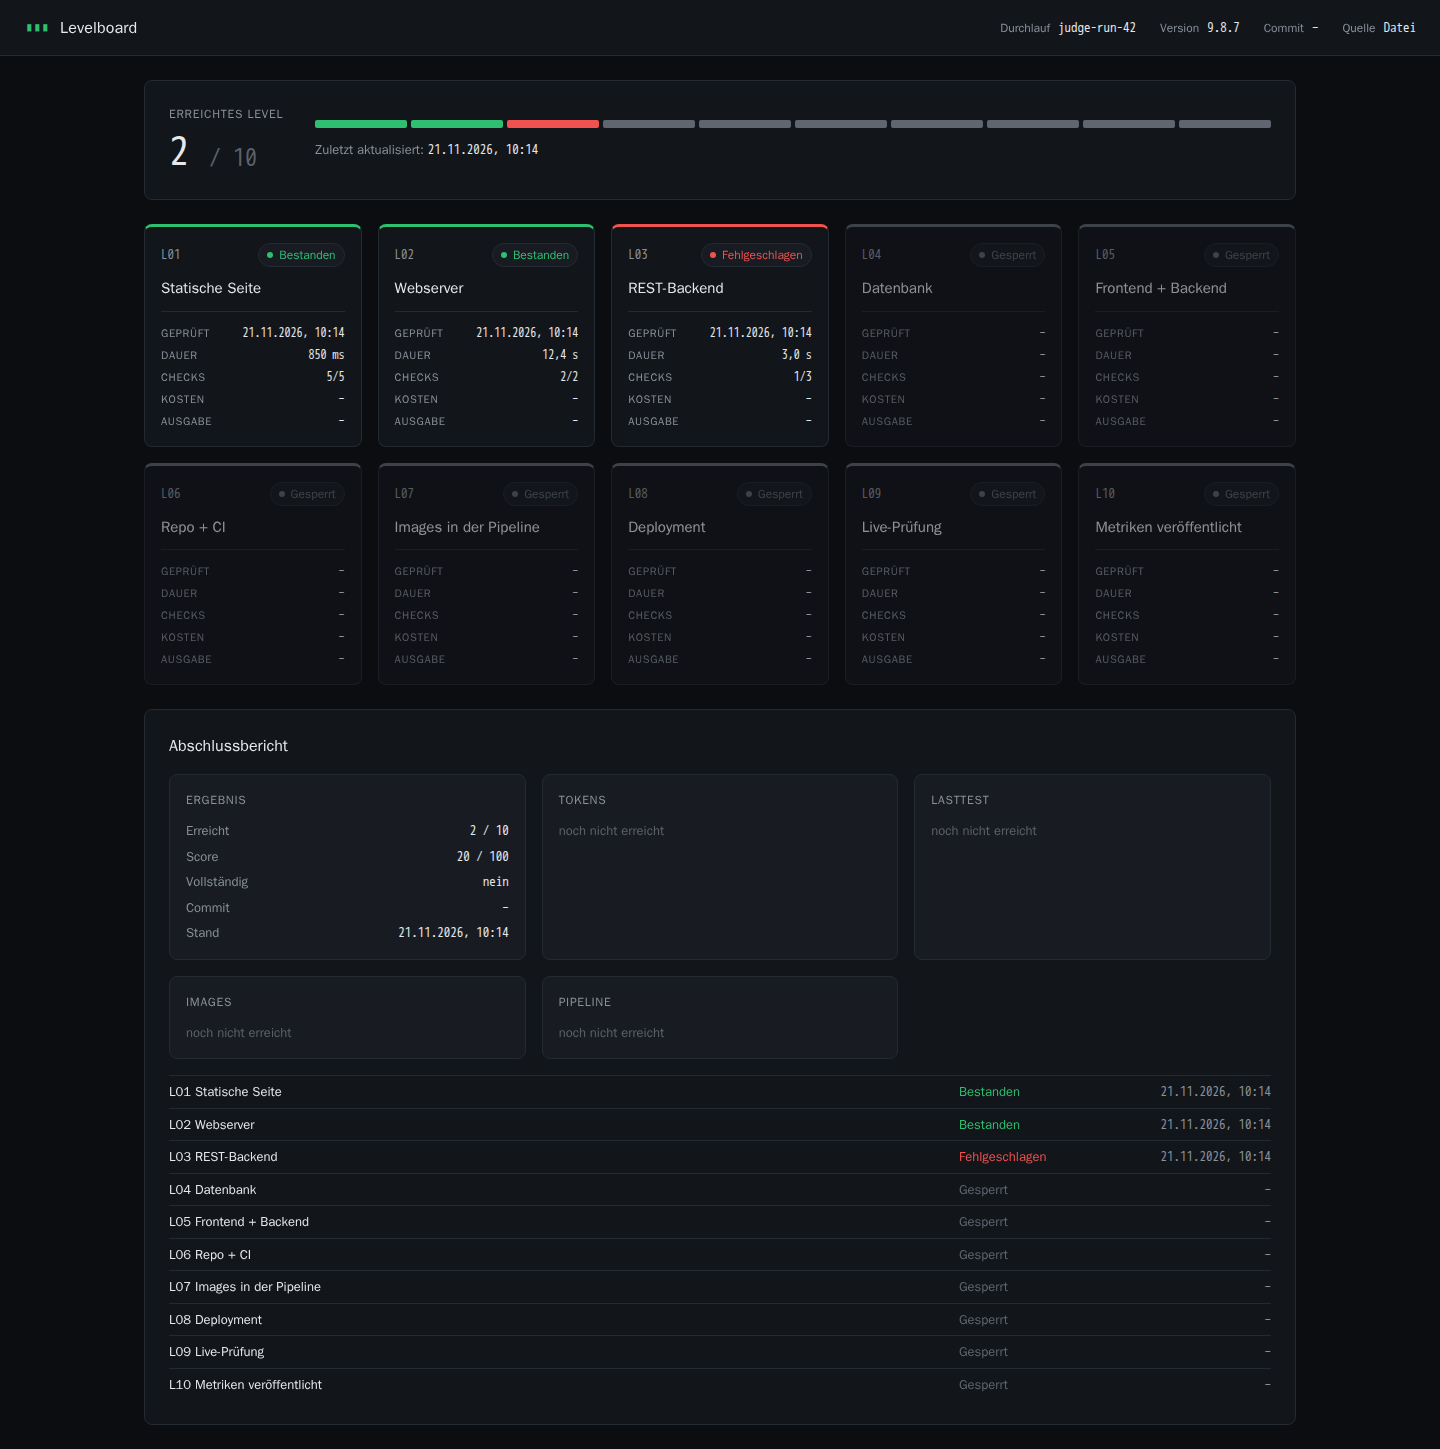 Levelboard
Durchlauf judge-run-42 Version 9.8.7 Commit – Quelle Datei
ERREICHTES LEVEL
2 / 10
Zuletzt aktualisiert: 21.11.2026, 10:14
L01 Bestanden
Statische Seite
GEPRÜFT 21.11.2026, 10:14
DAUER 850 ms
CHECKS 5/5
KOSTEN –
AUSGABE –
L02 Bestanden
Webserver
GEPRÜFT 21.11.2026, 10:14
DAUER 12,4 s
CHECKS 2/2
KOSTEN –
AUSGABE –
L03 Fehlgeschlagen
REST-Backend
GEPRÜFT 21.11.2026, 10:14
DAUER 3,0 s
CHECKS 1/3
KOSTEN –
AUSGABE –
L04 Gesperrt
Datenbank
GEPRÜFT –
DAUER –
CHECKS –
KOSTEN –
AUSGABE –
L05 Gesperrt
Frontend + Backend
GEPRÜFT –
DAUER –
CHECKS –
KOSTEN –
AUSGABE –
L06 Gesperrt
Repo + CI
GEPRÜFT –
DAUER –
CHECKS –
KOSTEN –
AUSGABE –
L07 Gesperrt
Images in der Pipeline
GEPRÜFT –
DAUER –
CHECKS –
KOSTEN –
AUSGABE –
L08 Gesperrt
Deployment
GEPRÜFT –
DAUER –
CHECKS –
KOSTEN –
AUSGABE –
L09 Gesperrt
Live-Prüfung
GEPRÜFT –
DAUER –
CHECKS –
KOSTEN –
AUSGABE –
L10 Gesperrt
Metriken veröffentlicht
GEPRÜFT –
DAUER –
CHECKS –
KOSTEN –
AUSGABE –
Abschlussbericht
ERGEBNIS
Erreicht 2 / 10
Score 20 / 100
Vollständig nein
Commit –
Stand 21.11.2026, 10:14
TOKENS
noch nicht erreicht
LASTTEST
noch nicht erreicht
IMAGES
noch nicht erreicht
PIPELINE
noch nicht erreicht
L01 Statische Seite Bestanden 21.11.2026, 10:14
L02 Webserver Bestanden 21.11.2026, 10:14
L03 REST-Backend Fehlgeschlagen 21.11.2026, 10:14
L04 Datenbank Gesperrt –
L05 Frontend + Backend Gesperrt –
L06 Repo + CI Gesperrt –
L07 Images in der Pipeline Gesperrt –
L08 Deployment Gesperrt –
L09 Live-Prüfung Gesperrt –
L10 Metriken veröffentlicht Gesperrt –